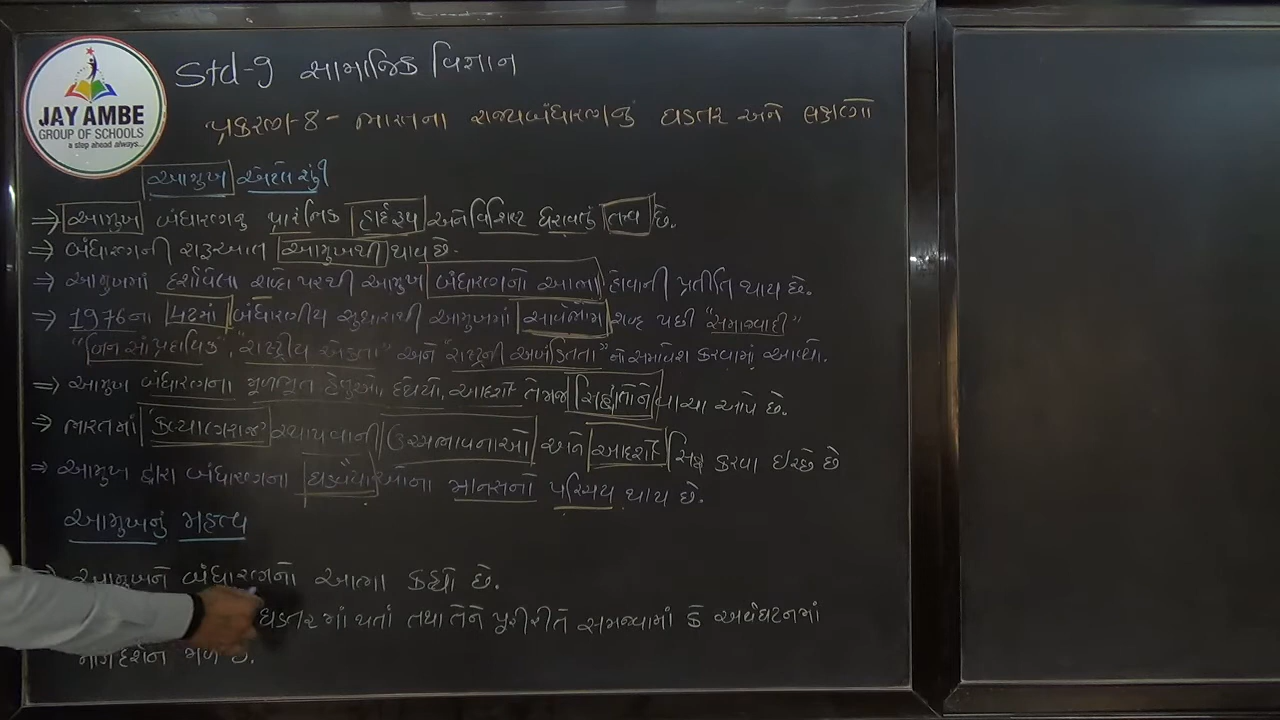 JAY AMBE
GROUP OF SCHOOLS
a step ahead always...
Std-9 સામાજિક વિજ્ઞાન
પ્રકરણ-8 - ભારતના રાજ્યબંધારણનું ઘડતર અને લક્ષણો
આમુખ એટલે શું?
⇒ આમુખ બંધારણનું પ્રારંભિક હાર્દરૂપ અને વિશિષ્ટ ધરાવતું તત્વ છે.
⇒ બંધારણની શરૂઆત આમુખથી થાય છે.
⇒ આમુખમાં દર્શાવેલા શબ્દો પરથી આમુખ બંધારણનો આત્મા હોવાની પ્રતીતિ થાય છે.
⇒ 1976ના 42માં બંધારણીય સુધારાથી આમુખમાં સાર્વભૌમ શબ્દ પછી "સમાજવાદી"
"બિન સાંપ્રદાયિક", "રાષ્ટ્રીય એકતા" અને "રાષ્ટ્રની અખંડિતતા" નો સમાવેશ કરવામાં આવ્યો.
⇒ આમુખ બંધારણના મૂળભૂત હેતુઓ, ધ્યેયો, આદર્શો તેમજ સિદ્ધાંતોને વાચા આપે છે.
⇒ ભારતમાં 'કલ્યાણરાજ્ય' સ્થાપવાની ઉચ્ચભાવનાઓ અને આદર્શો સિદ્ધ કરવા ઇચ્છે છે
⇒ આમુખ દ્વારા બંધારણના ઘડવૈયાઓના માનસનો પરિચય થાય છે.
આમુખનું મહત્વ
⇒ આમુખને બંધારણનો આત્મા કહ્યો છે.
ઘડતરમાં થતાં તથા તેને પૂરીરીતે સમજવામાં કે અર્થઘટનમાં
માર્ગદર્શન મળે છે.